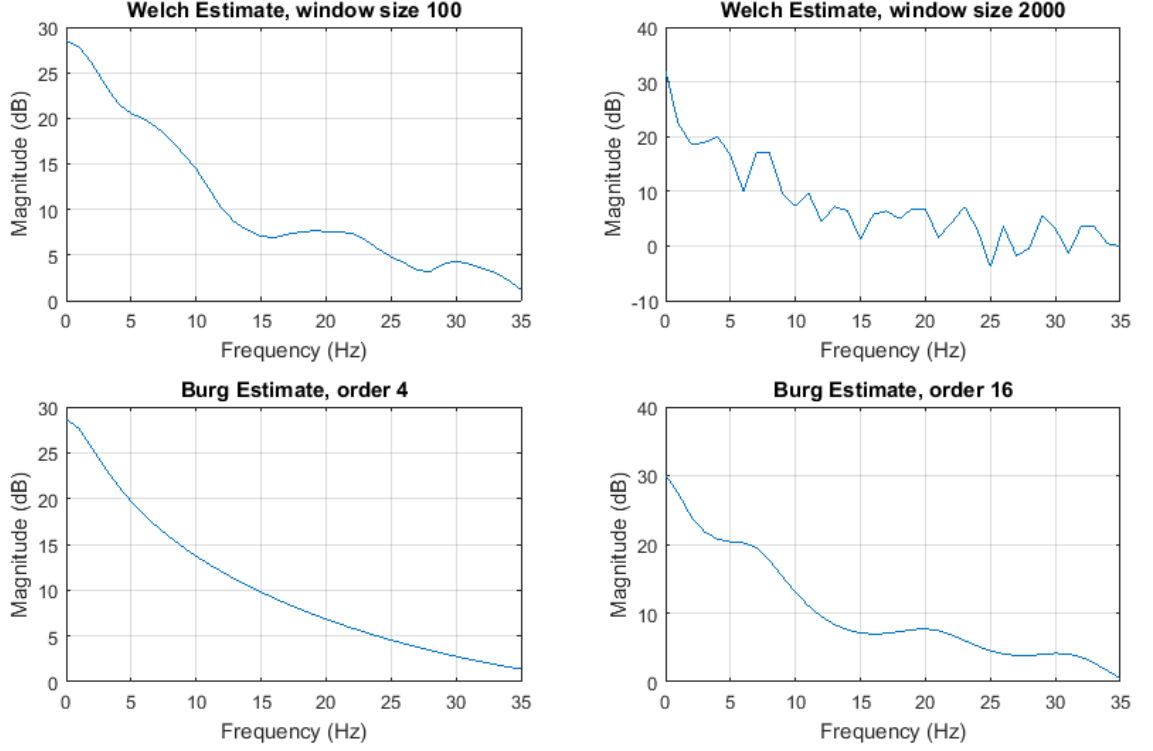 Welch Estimate, window size 100
30
25
20
15
10
5
0
Magnitude (dB)
0 5 10 15 20 25 30 35
Frequency (Hz)
Welch Estimate, window size 2000
40
30
20
10
0
-10
Magnitude (dB)
0 5 10 15 20 25 30 35
Frequency (Hz)
Burg Estimate, order 4
30
25
20
15
10
5
0
Magnitude (dB)
0 5 10 15 20 25 30 35
Frequency (Hz)
Burg Estimate, order 16
40
30
20
10
0
Magnitude (dB)
0 5 10 15 20 25 30 35
Frequency (Hz)